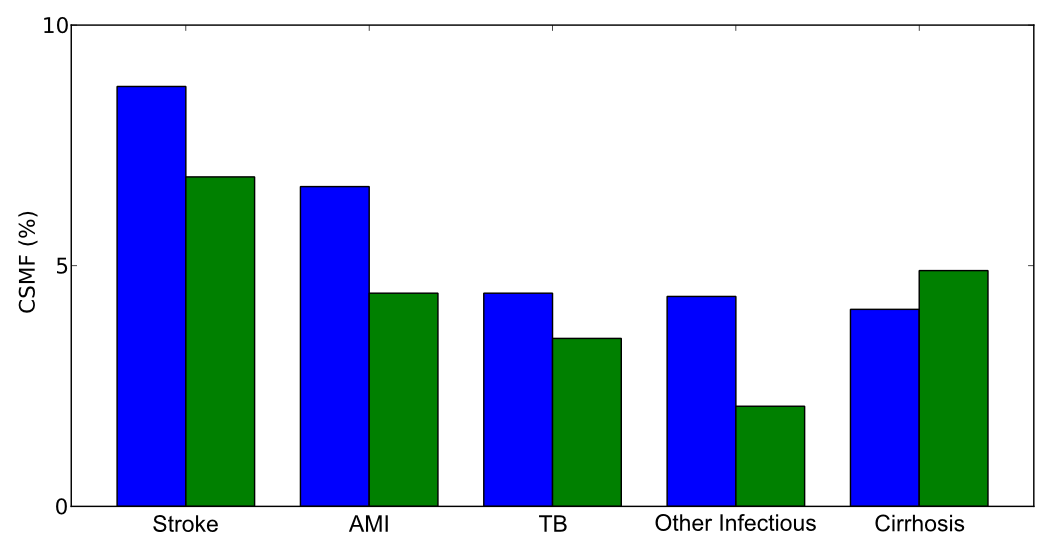 10
5
0
CSMF (%)
Stroke
AMI
TB
Other Infectious
Cirrhosis